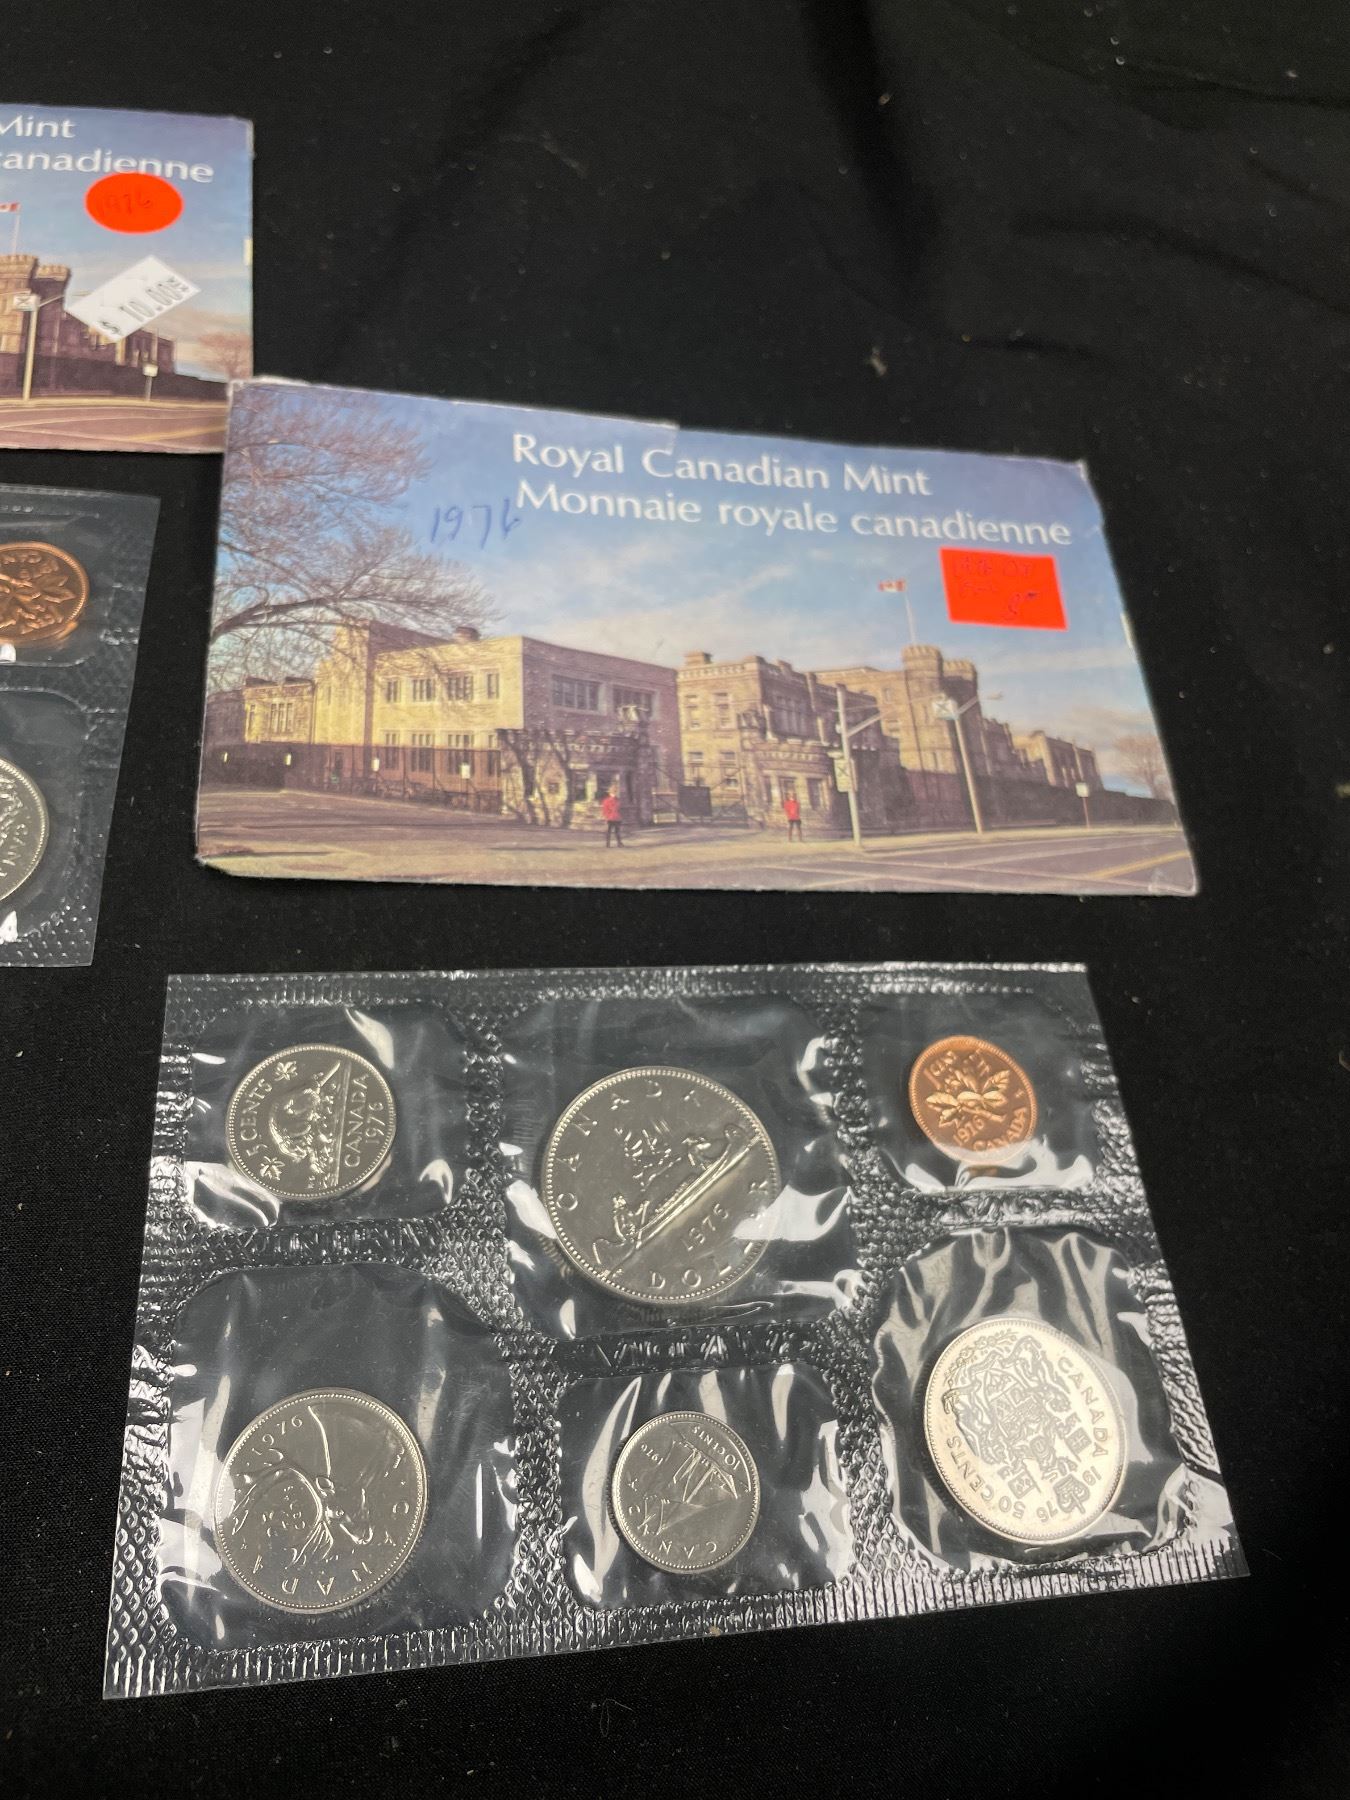 Mint
canadienne
1976
$ 10.00
Royal Canadian Mint
Monnaie royale canadienne
1976
5 CENTS
CANADA
1976
CANADA
1976
DOLLAR
1 CENT
1976
CANADA
1976
CANADA
1976
10 CENTS
CANADA
CANADA
1976
50 CENTS